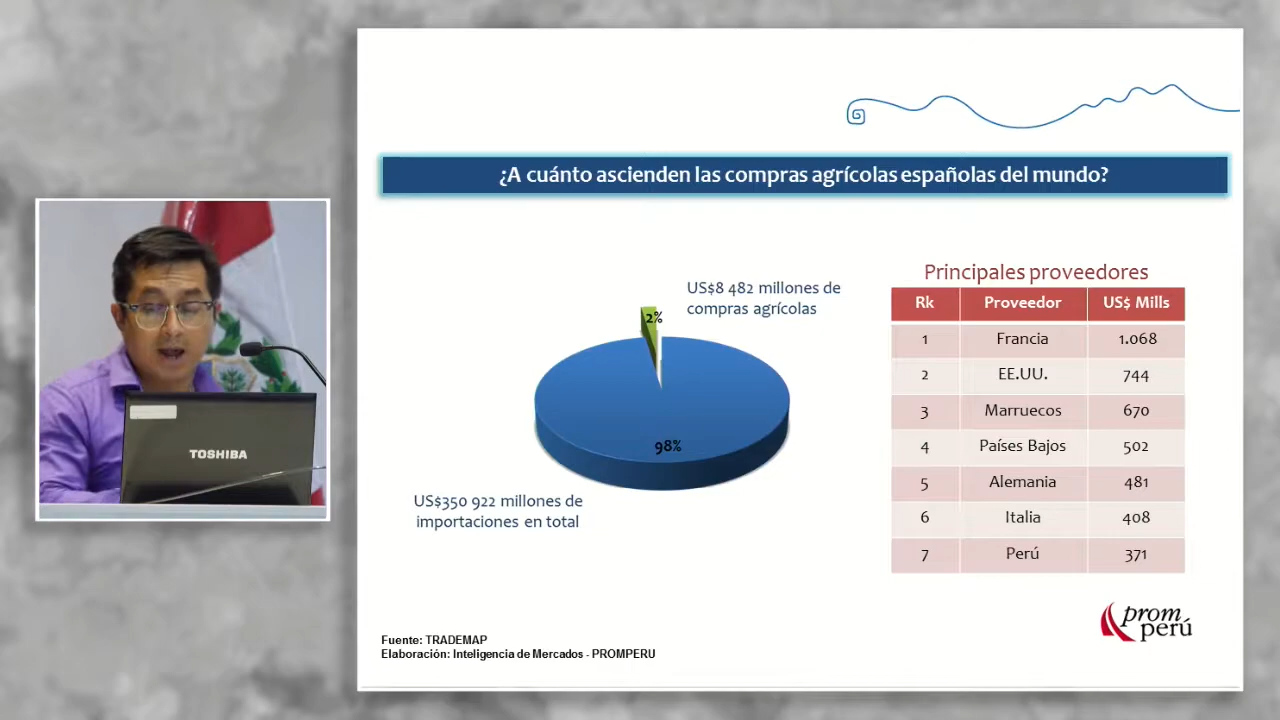 ¿A cuánto ascienden las compras agrícolas españolas del mundo?
US$8 482 millones de
compras agrícolas
2%
98%
US$350 922 millones de
importaciones en total
Principales proveedores
Rk Proveedor US$ Mills
1 Francia 1.068
2 EE.UU. 744
3 Marruecos 670
4 Países Bajos 502
5 Alemania 481
6 Italia 408
7 Perú 371
TOSHIBA
prom
perú
Fuente: TRADEMAP
Elaboración: Inteligencia de Mercados - PROMPERU